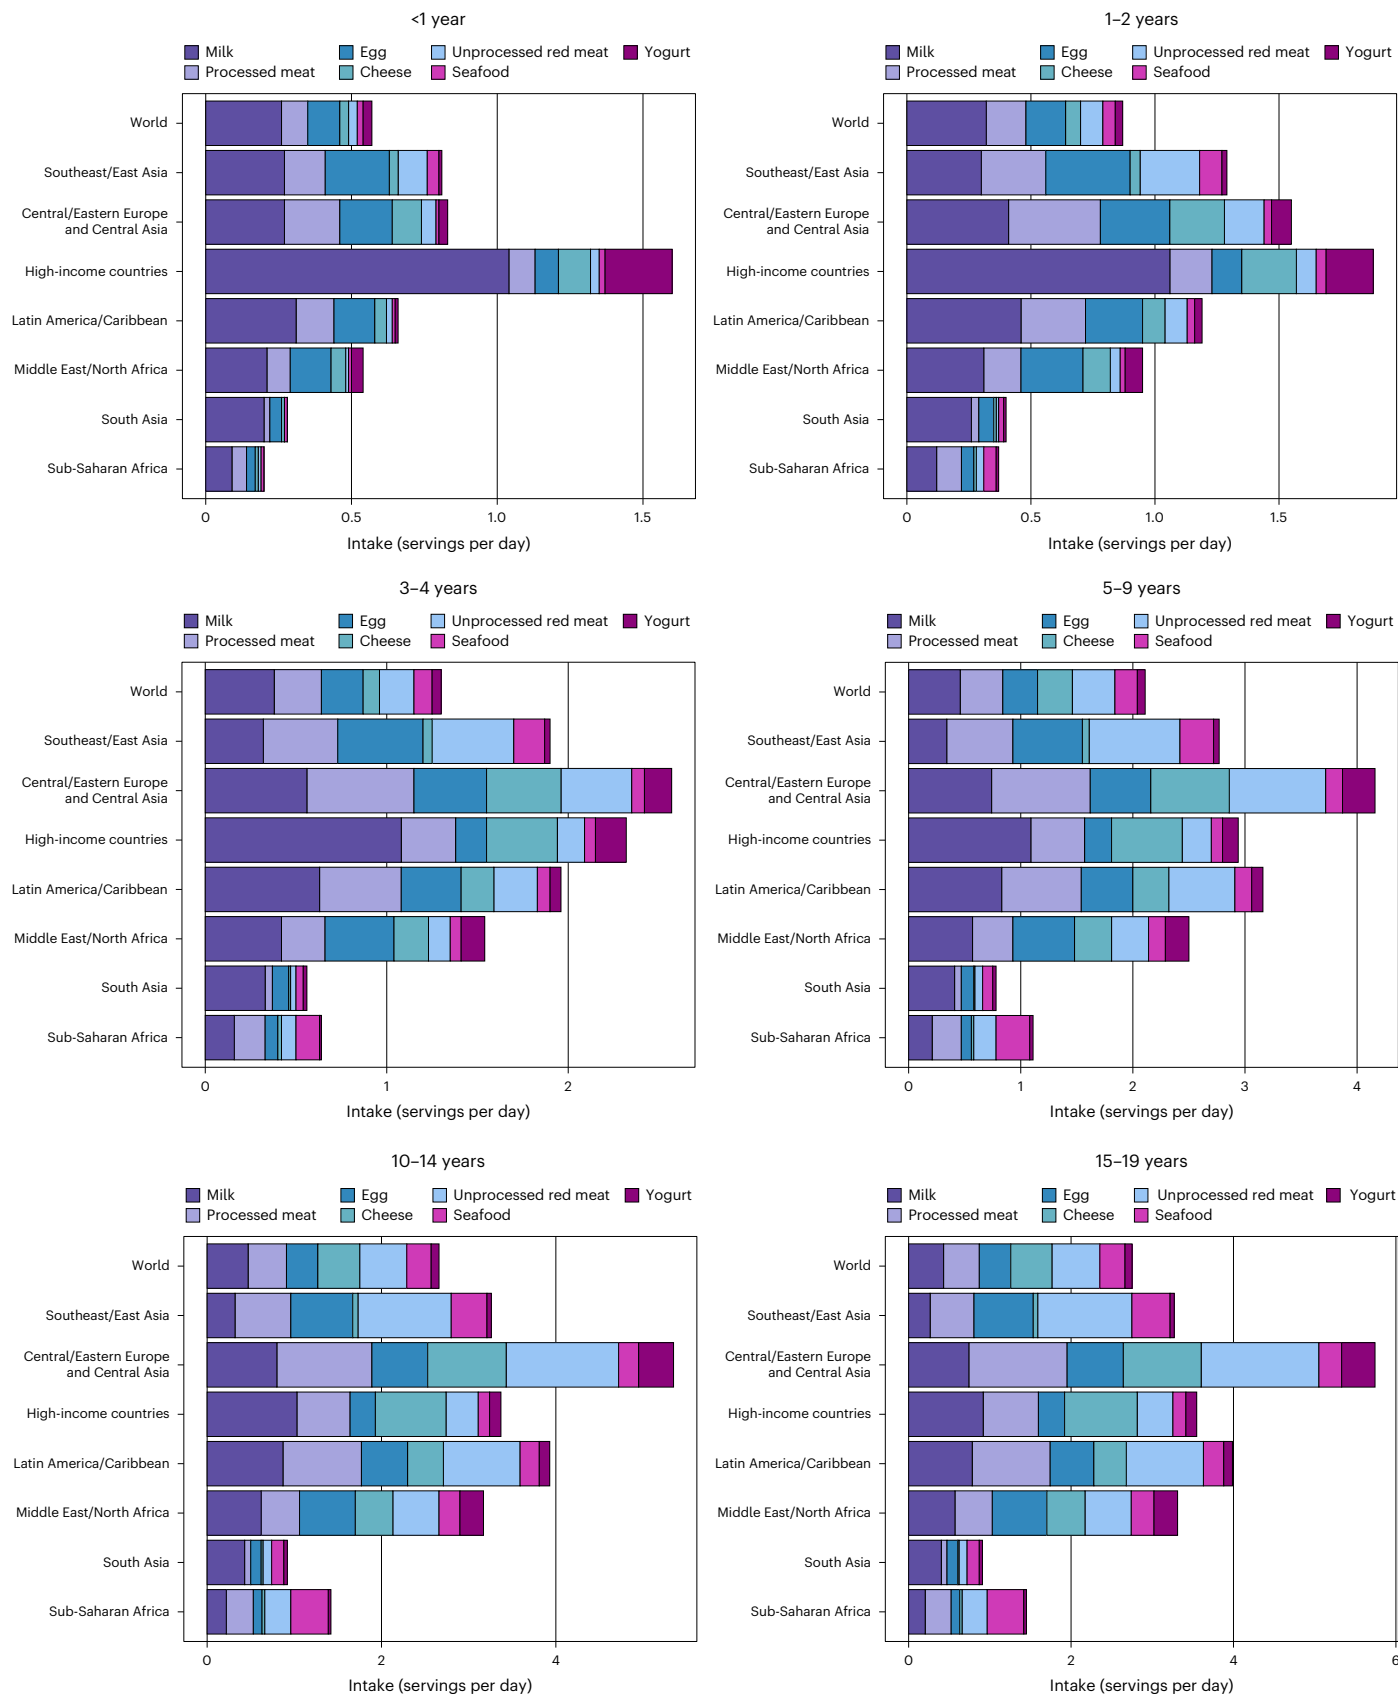 <1 year
Milk Egg Unprocessed red meat Yogurt
Processed meat Cheese Seafood
World
Southeast/East Asia
Central/Eastern Europe
and Central Asia
High-income countries
Latin America/Caribbean
Middle East/North Africa
South Asia
Sub-Saharan Africa
0 0.5 1.0 1.5
Intake (servings per day)
1–2 years
Milk Egg Unprocessed red meat Yogurt
Processed meat Cheese Seafood
World
Southeast/East Asia
Central/Eastern Europe
and Central Asia
High-income countries
Latin America/Caribbean
Middle East/North Africa
South Asia
Sub-Saharan Africa
0 0.5 1.0 1.5
Intake (servings per day)
3–4 years
Milk Egg Unprocessed red meat Yogurt
Processed meat Cheese Seafood
World
Southeast/East Asia
Central/Eastern Europe
and Central Asia
High-income countries
Latin America/Caribbean
Middle East/North Africa
South Asia
Sub-Saharan Africa
0 1 2
Intake (servings per day)
5–9 years
Milk Egg Unprocessed red meat Yogurt
Processed meat Cheese Seafood
World
Southeast/East Asia
Central/Eastern Europe
and Central Asia
High-income countries
Latin America/Caribbean
Middle East/North Africa
South Asia
Sub-Saharan Africa
0 1 2 3 4
Intake (servings per day)
10–14 years
Milk Egg Unprocessed red meat Yogurt
Processed meat Cheese Seafood
World
Southeast/East Asia
Central/Eastern Europe
and Central Asia
High-income countries
Latin America/Caribbean
Middle East/North Africa
South Asia
Sub-Saharan Africa
0 2 4
Intake (servings per day)
15–19 years
Milk Egg Unprocessed red meat Yogurt
Processed meat Cheese Seafood
World
Southeast/East Asia
Central/Eastern Europe
and Central Asia
High-income countries
Latin America/Caribbean
Middle East/North Africa
South Asia
Sub-Saharan Africa
0 2 4 6
Intake (servings per day)